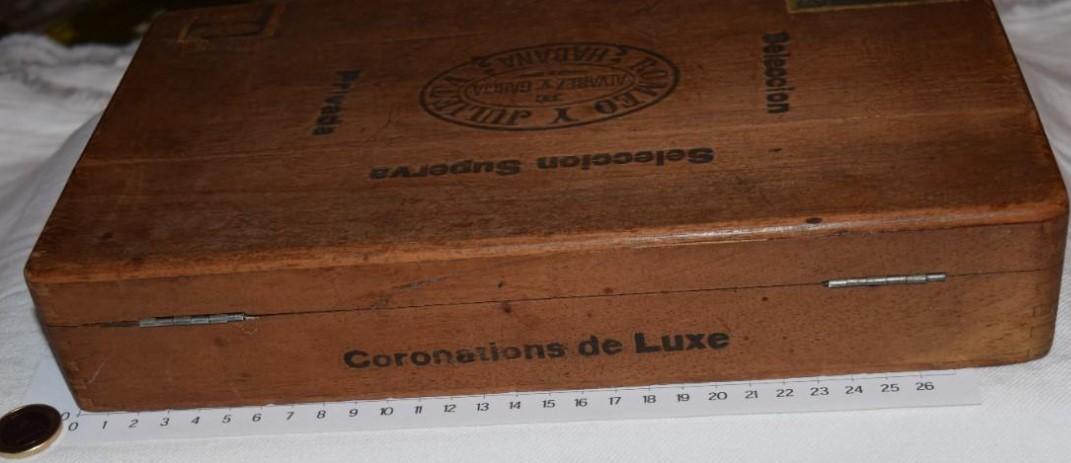 Privada
Seleccion
ROMEO Y JULIETA
HABANA
ALVAREZ Y GARCIA
Seleccion Superva
Coronations de Luxe
0 1 2 3 4 5 6 7 8 9 10 11 12 13 14 15 16 17 18 19 20 21 22 23 24 25 26
0